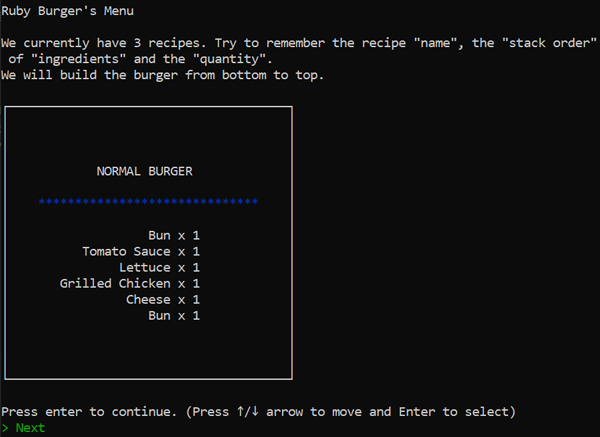 Ruby Burger's Menu
We currently have 3 recipes. Try to remember the recipe "name", the "stack order"
of "ingredients" and the "quantity".
We will build the burger from bottom to top.
NORMAL BURGER
******************************
Bun x 1
Tomato Sauce x 1
Lettuce x 1
Grilled Chicken x 1
Cheese x 1
Bun x 1
Press enter to continue. (Press ↑/↓ arrow to move and Enter to select)
> Next